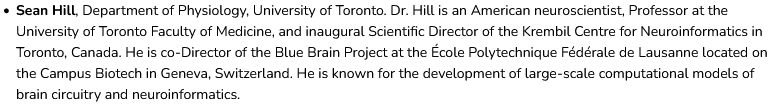 • Sean Hill, Department of Physiology, University of Toronto. Dr. Hill is an American neuroscientist, Professor at the
University of Toronto Faculty of Medicine, and inaugural Scientific Director of the Krembil Centre for Neuroinformatics in
Toronto, Canada. He is co-Director of the Blue Brain Project at the École Polytechnique Fédérale de Lausanne located on
the Campus Biotech in Geneva, Switzerland. He is known for the development of large-scale computational models of
brain circuitry and neuroinformatics.